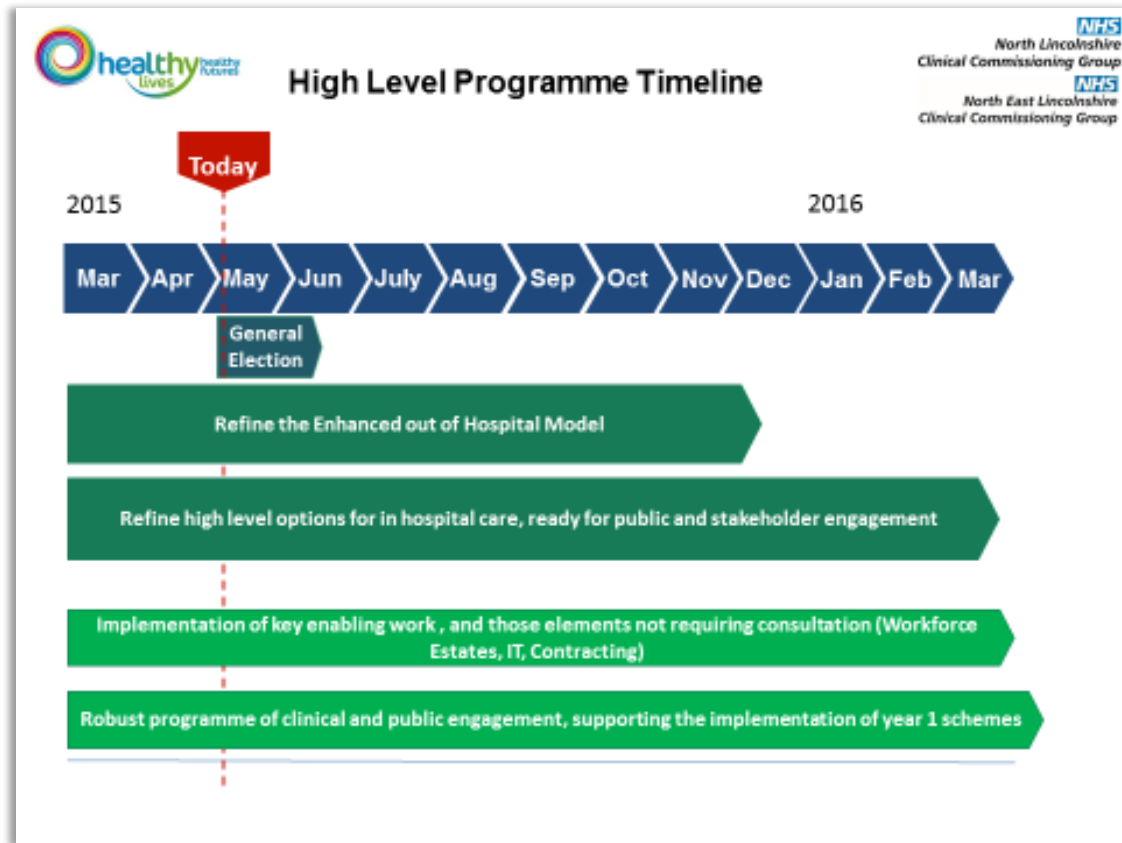 healthy healthy
lives futures
High Level Programme Timeline
NHS
North Lincolnshire
Clinical Commissioning Group
NHS
North East Lincolnshire
Clinical Commissioning Group
Today
2015 2016
Mar Apr May Jun July Aug Sep Oct Nov Dec Jan Feb Mar
General
Election
Refine the Enhanced out of Hospital Model
Refine high level options for in hospital care, ready for public and stakeholder engagement
Implementation of key enabling work , and those elements not requiring consultation (Workforce
Estates, IT, Contracting)
Robust programme of clinical and public engagement, supporting the implementation of year 1 schemes